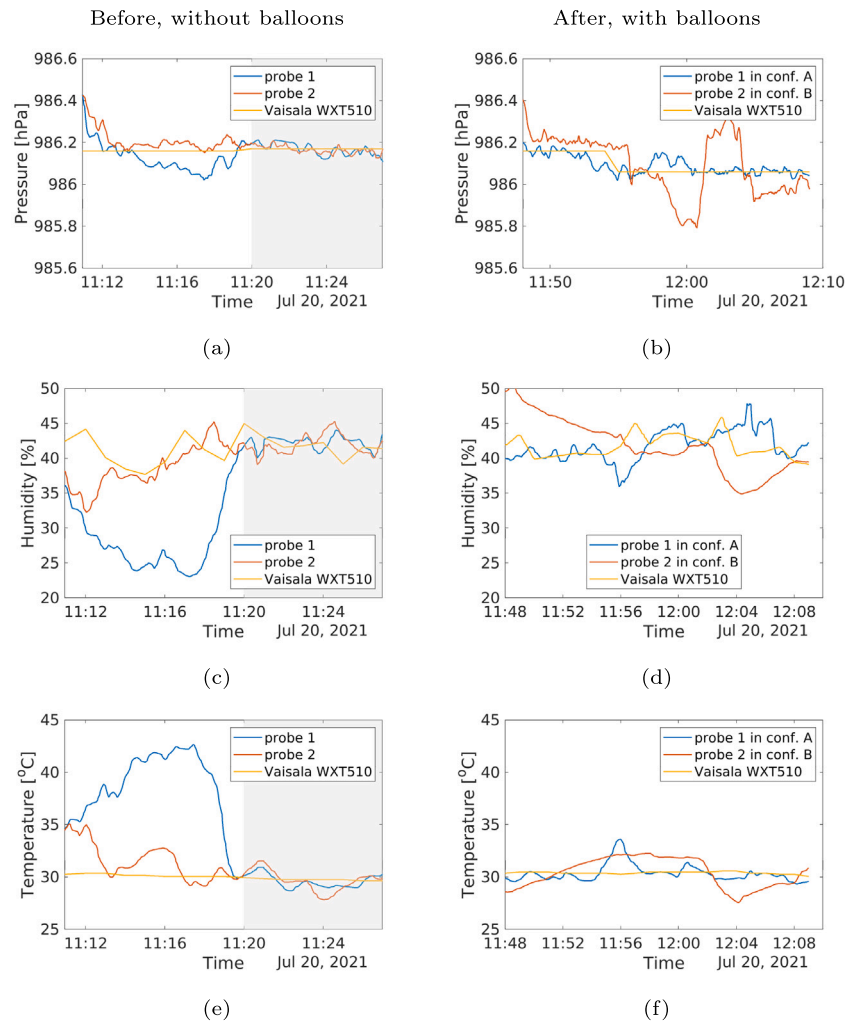 Before, without balloons
After, with balloons
986.6
986.4
986.2
986
985.8
985.6
Pressure [hPa]
probe 1
probe 2
Vaisala WXT510
11:12
11:16
11:20
11:24
Time
Jul 20, 2021
(a)
986.6
986.4
986.2
986
985.8
985.6
Pressure [hPa]
probe 1 in conf. A
probe 2 in conf. B
Vaisala WXT510
11:50
12:00
12:10
Time
Jul 20, 2021
(b)
50
45
40
35
30
25
20
Humidity [%]
probe 1
probe 2
Vaisala WXT510
11:12
11:16
11:20
11:24
Time
Jul 20, 2021
(c)
50
45
40
35
30
25
20
Humidity [%]
probe 1 in conf. A
probe 2 in conf. B
Vaisala WXT510
11:48
11:52
11:56
12:00
12:04
12:08
Time
Jul 20, 2021
(d)
45
40
35
30
25
Temperature [°C]
probe 1
probe 2
Vaisala WXT510
11:12
11:16
11:20
11:24
Time
Jul 20, 2021
(e)
45
40
35
30
25
Temperature [°C]
probe 1 in conf. A
probe 2 in conf. B
Vaisala WXT510
11:48
11:52
11:56
12:00
12:04
12:08
Time
Jul 20, 2021
(f)